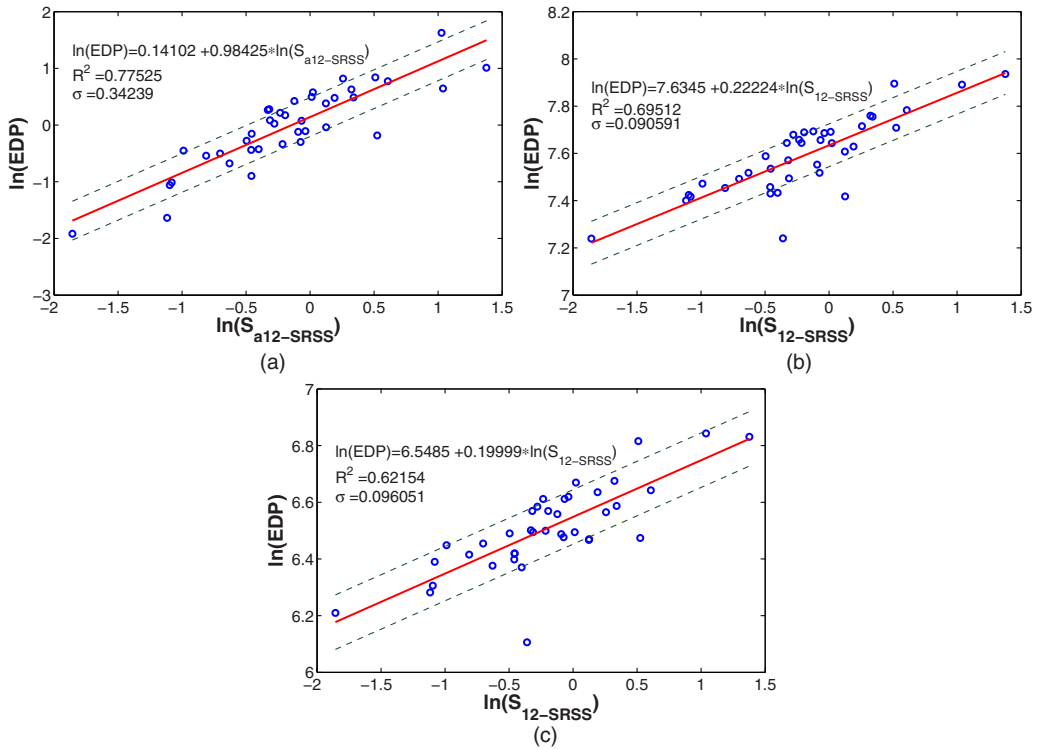 2
1
0
−1
−2
−3
ln(EDP)
ln(EDP)=0.14102 +0.98425*ln(S_a12−SRSS)
R² =0.77525
σ =0.34239
−2 −1.5 −1 −0.5 0 0.5 1 1.5
ln(S_a12−SRSS)
(a)
8.2
8
7.8
7.6
7.4
7.2
7
ln(EDP)
ln(EDP)=7.6345 +0.22224*ln(S_12−SRSS)
R² =0.69512
σ =0.090591
−2 −1.5 −1 −0.5 0 0.5 1 1.5
ln(S_12−SRSS)
(b)
7
6.8
6.6
6.4
6.2
6
ln(EDP)
ln(EDP)=6.5485 +0.19999*ln(S_12−SRSS)
R² =0.62154
σ =0.096051
−2 −1.5 −1 −0.5 0 0.5 1 1.5
ln(S_12−SRSS)
(c)